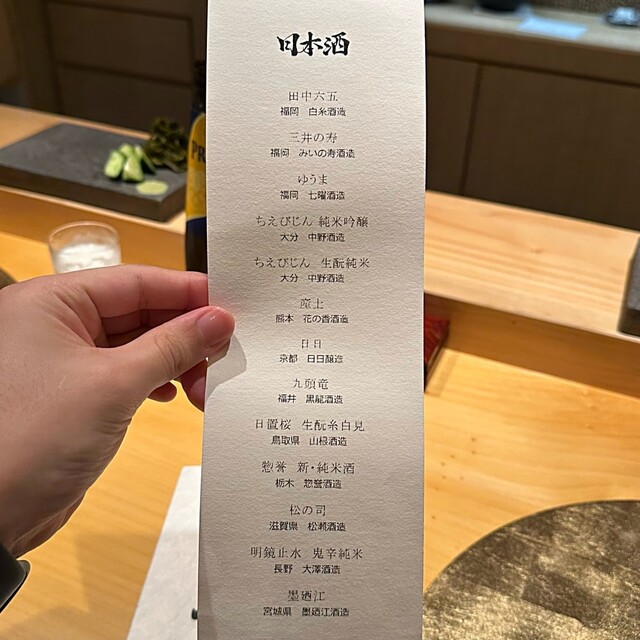 日本酒
田中六五
福岡　白糸酒造
三井の寿
福岡　みいの寿酒造
ゆうま
福岡　七曜酒造
ちえびじん 純米吟醸
大分　中野酒造
ちえびじん　生酛純米
大分　中野酒造
産土
熊本　花の香酒造
日日
京都　日日醸造
九頭竜
福井　黒龍酒造
日置桜　生酛糸白見
鳥取県　山根酒造
惣誉　新・純米酒
栃木　惣誉酒造
松の司
滋賀県　松瀬酒造
明鏡止水　鬼辛純米
長野　大澤酒造
墨廼江
宮城県　墨廼江酒造
PR